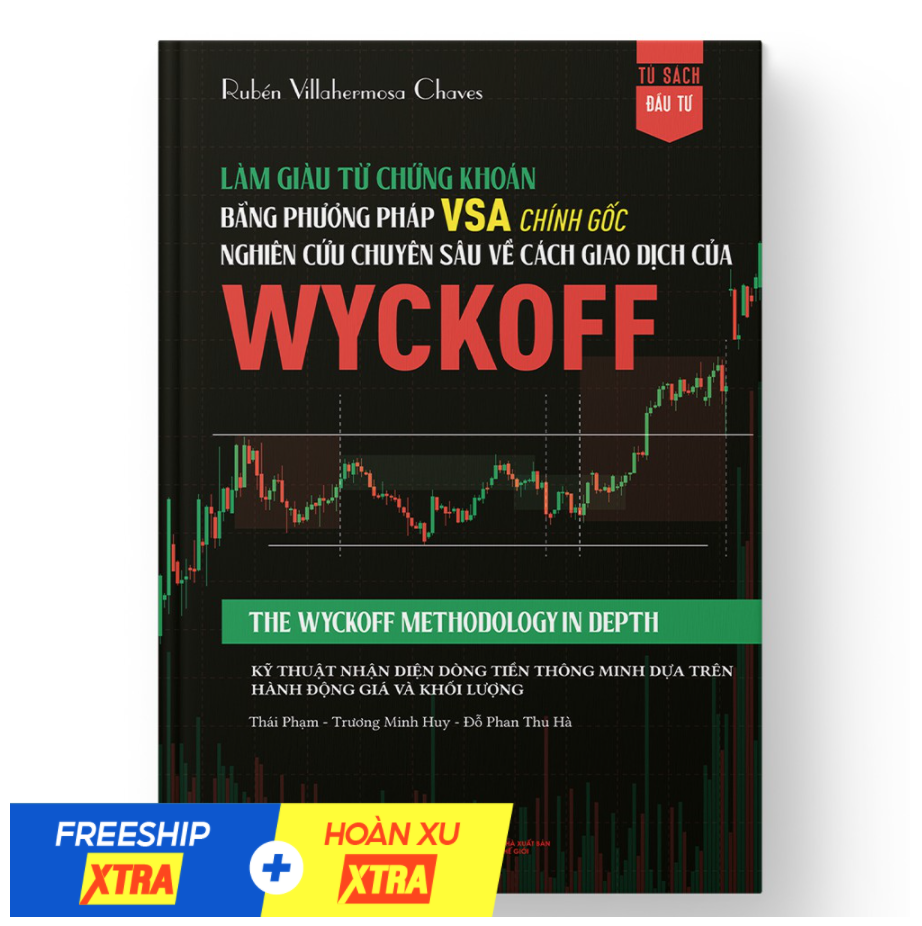 Rubén Villahermosa Chaves
TỦ SÁCH
ĐẦU TƯ
LÀM GIÀU TỪ CHỨNG KHOÁN
BẰNG PHƯƠNG PHÁP VSA CHÍNH GỐC
NGHIÊN CỨU CHUYÊN SÂU VỀ CÁCH GIAO DỊCH CỦA
WYCKOFF
THE WYCKOFF METHODOLOGY IN DEPTH
KỸ THUẬT NHẬN DIỆN DÒNG TIỀN THÔNG MINH DỰA TRÊN
HÀNH ĐỘNG GIÁ VÀ KHỐI LƯỢNG
Thái Phạm - Trương Minh Huy - Đỗ Phan Thu Hà
XUẤT BẢN
GIỚI
FREESHIP
XTRA
+
HOÀN XU
XTRA